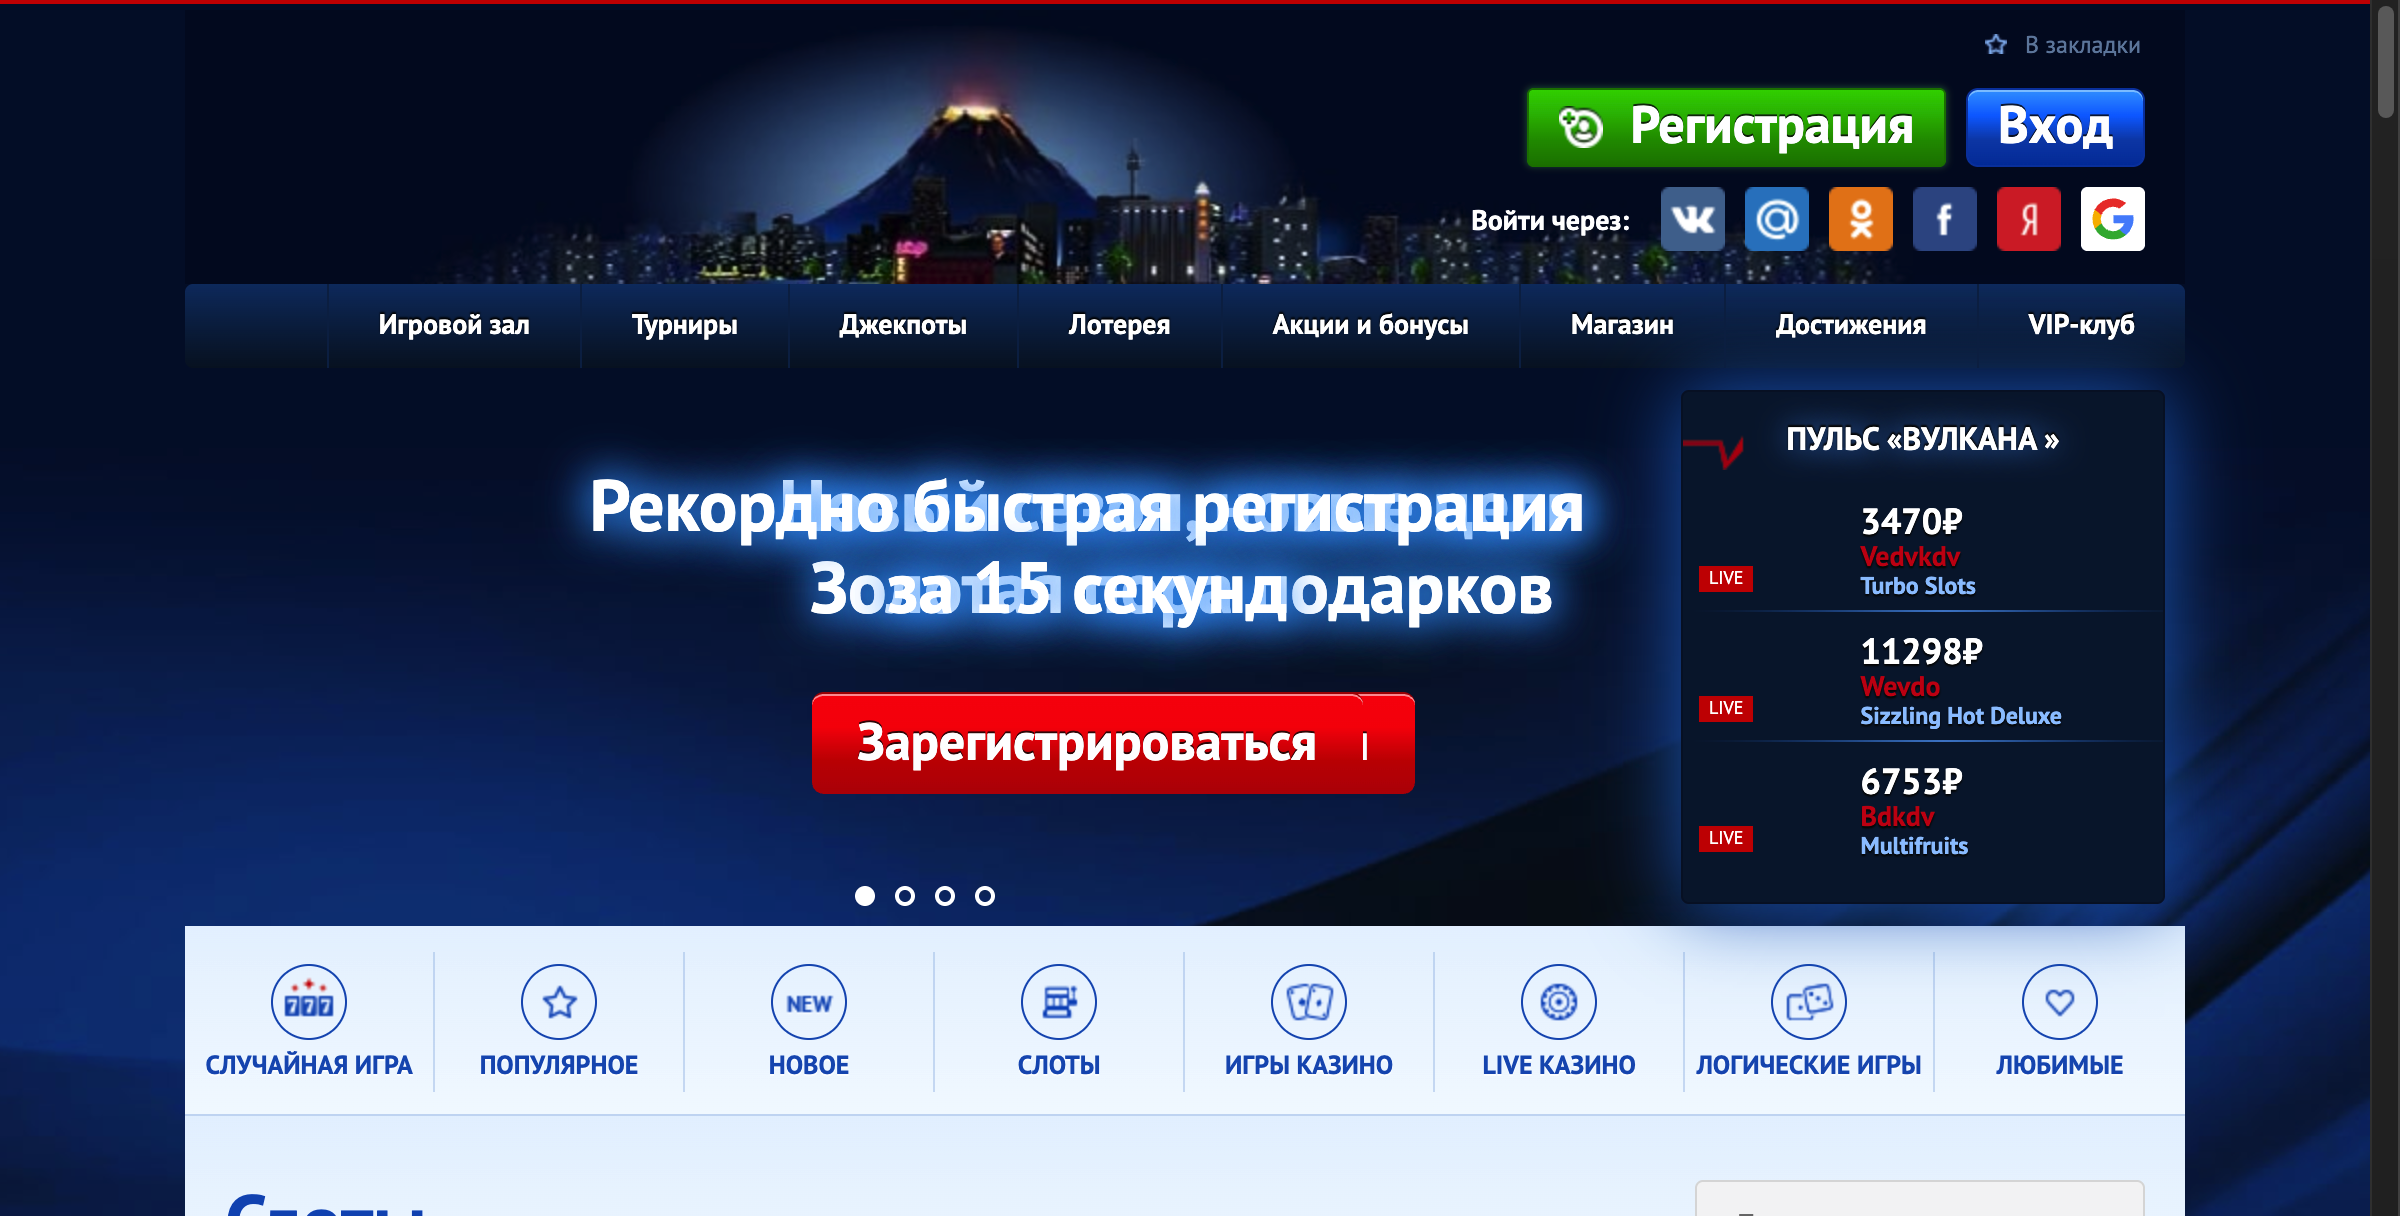 В закладки
Регистрация
Вход
Войти через:
Игровой зал
Турниры
Джекпоты
Лотерея
Акции и бонусы
Магазин
Достижения
VIP-клуб
Рекордно быстрая регистрация
за 15 секунд
Зарегистрироваться
ПУЛЬС «ВУЛКАНА »
3470₽
Vedvkdv
LIVE
Turbo Slots
11298₽
Wevdo
LIVE
Sizzling Hot Deluxe
6753₽
Bdkdv
LIVE
Multifruits
777
NEW
СЛУЧАЙНАЯ ИГРА
ПОПУЛЯРНОЕ
НОВОЕ
СЛОТЫ
ИГРЫ КАЗИНО
LIVE КАЗИНО
ЛОГИЧЕСКИЕ ИГРЫ
ЛЮБИМЫЕ
Слоты